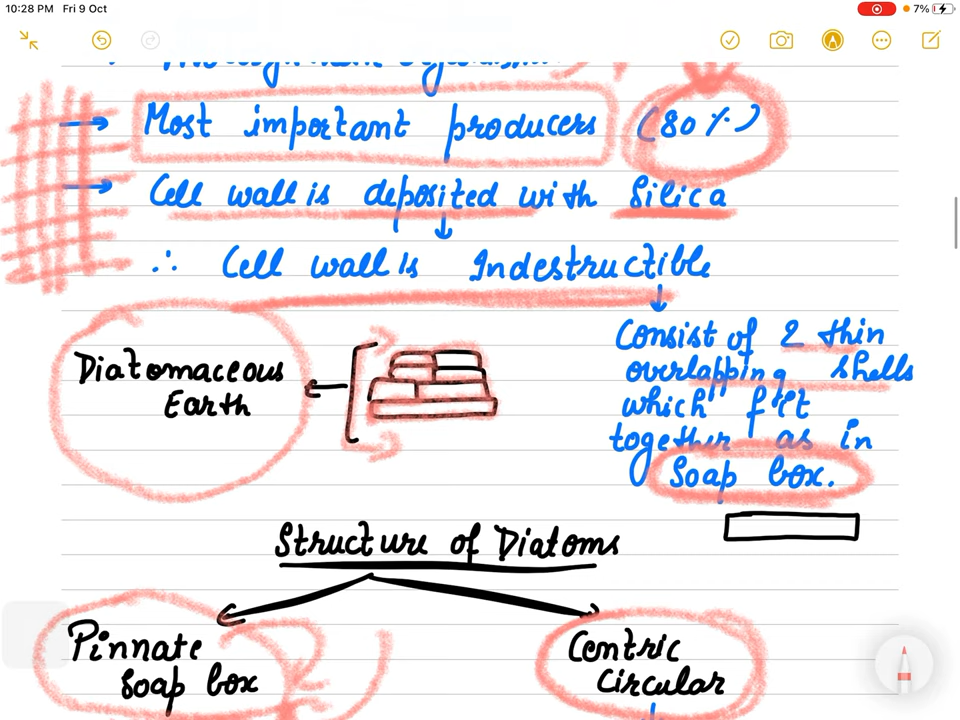 10:28 PM Fri 9 Oct
7%
→ Most important producers (80%)
→ Cell wall is deposited with Silica
∴ Cell wall is Indestructible
Consist of 2 thin
overlapping shells
which fit
together as in
Soap box.
Diatomaceous
Earth
Structure of Diatoms
Pinnate
Soap box
Centric
Circular